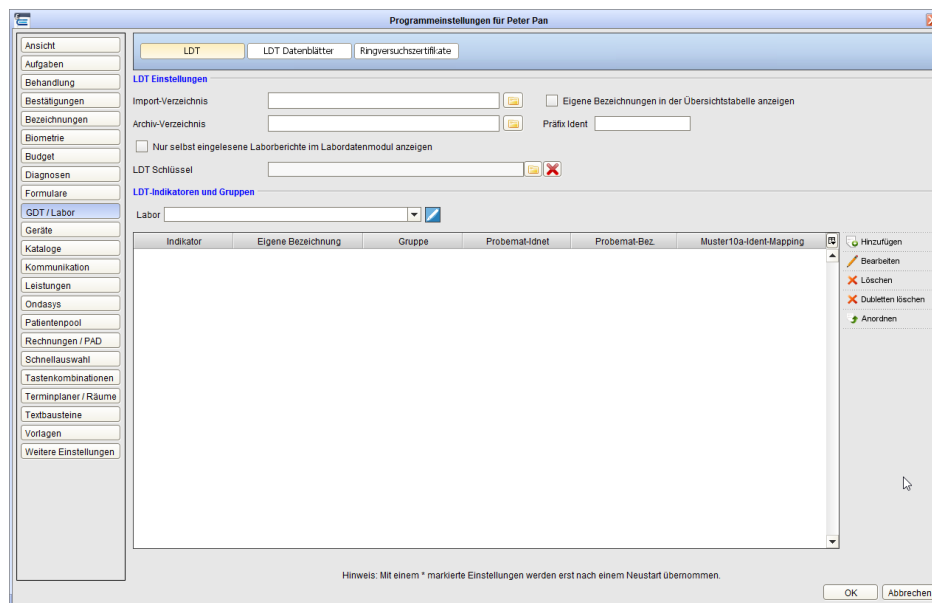 Programmeinstellungen für Peter Pan
Ansicht
Aufgaben
Behandlung
Bestätigungen
Bezeichnungen
Biometrie
Budget
Diagnosen
Formulare
GDT / Labor
Geräte
Kataloge
Kommunikation
Leistungen
Ondasys
Patientenpool
Rechnungen / PAD
Schnellauswahl
Tastenkombinationen
Terminplaner / Räume
Textbausteine
Vorlagen
Weitere Einstellungen
LDT LDT Datenblätter Ringversuchszertifikate
LDT Einstellungen
Import-Verzeichnis Eigene Bezeichnungen in der Übersichtstabelle anzeigen
Archiv-Verzeichnis Präfix Ident
Nur selbst eingelesene Laborberichte im Labordatenmodul anzeigen
LDT Schlüssel
LDT-Indikatoren und Gruppen
Labor
Indikator Eigene Bezeichnung Gruppe Probemat-Idnet Probemat-Bez. Muster10a-Ident-Mapping
Hinzufügen
Bearbeiten
Löschen
Dubletten löschen
Anordnen
Hinweis: Mit einem * markierte Einstellungen werden erst nach einem Neustart übernommen.
OK Abbrechen